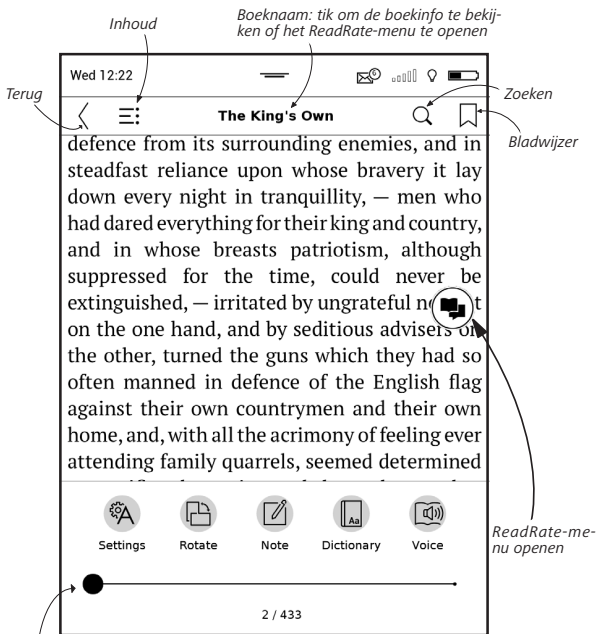 Boeknaam: tik om de boekinfo te bekij-
ken of het ReadRate-menu te openen
Inhoud
Terug
Wed 12:22
6
The King's Own
Zoeken
Bladwijzer
defence from its surrounding enemies, and in
steadfast reliance upon whose bravery it lay
down every night in tranquillity, — men who
had dared everything for their king and country,
and in whose breasts patriotism, although
suppressed for the time, could never be
extinguished, — irritated by ungrateful
on the one hand, and by seditious advisers on
the other, turned the guns which they had so
often manned in defence of the English flag
against their own countrymen and their own
home, and, with all the acrimony of feeling ever
attending family quarrels, seemed determined
ReadRate-me-
nu openen
A
Aa
Settings Rotate Note Dictionary Voice
2 / 433